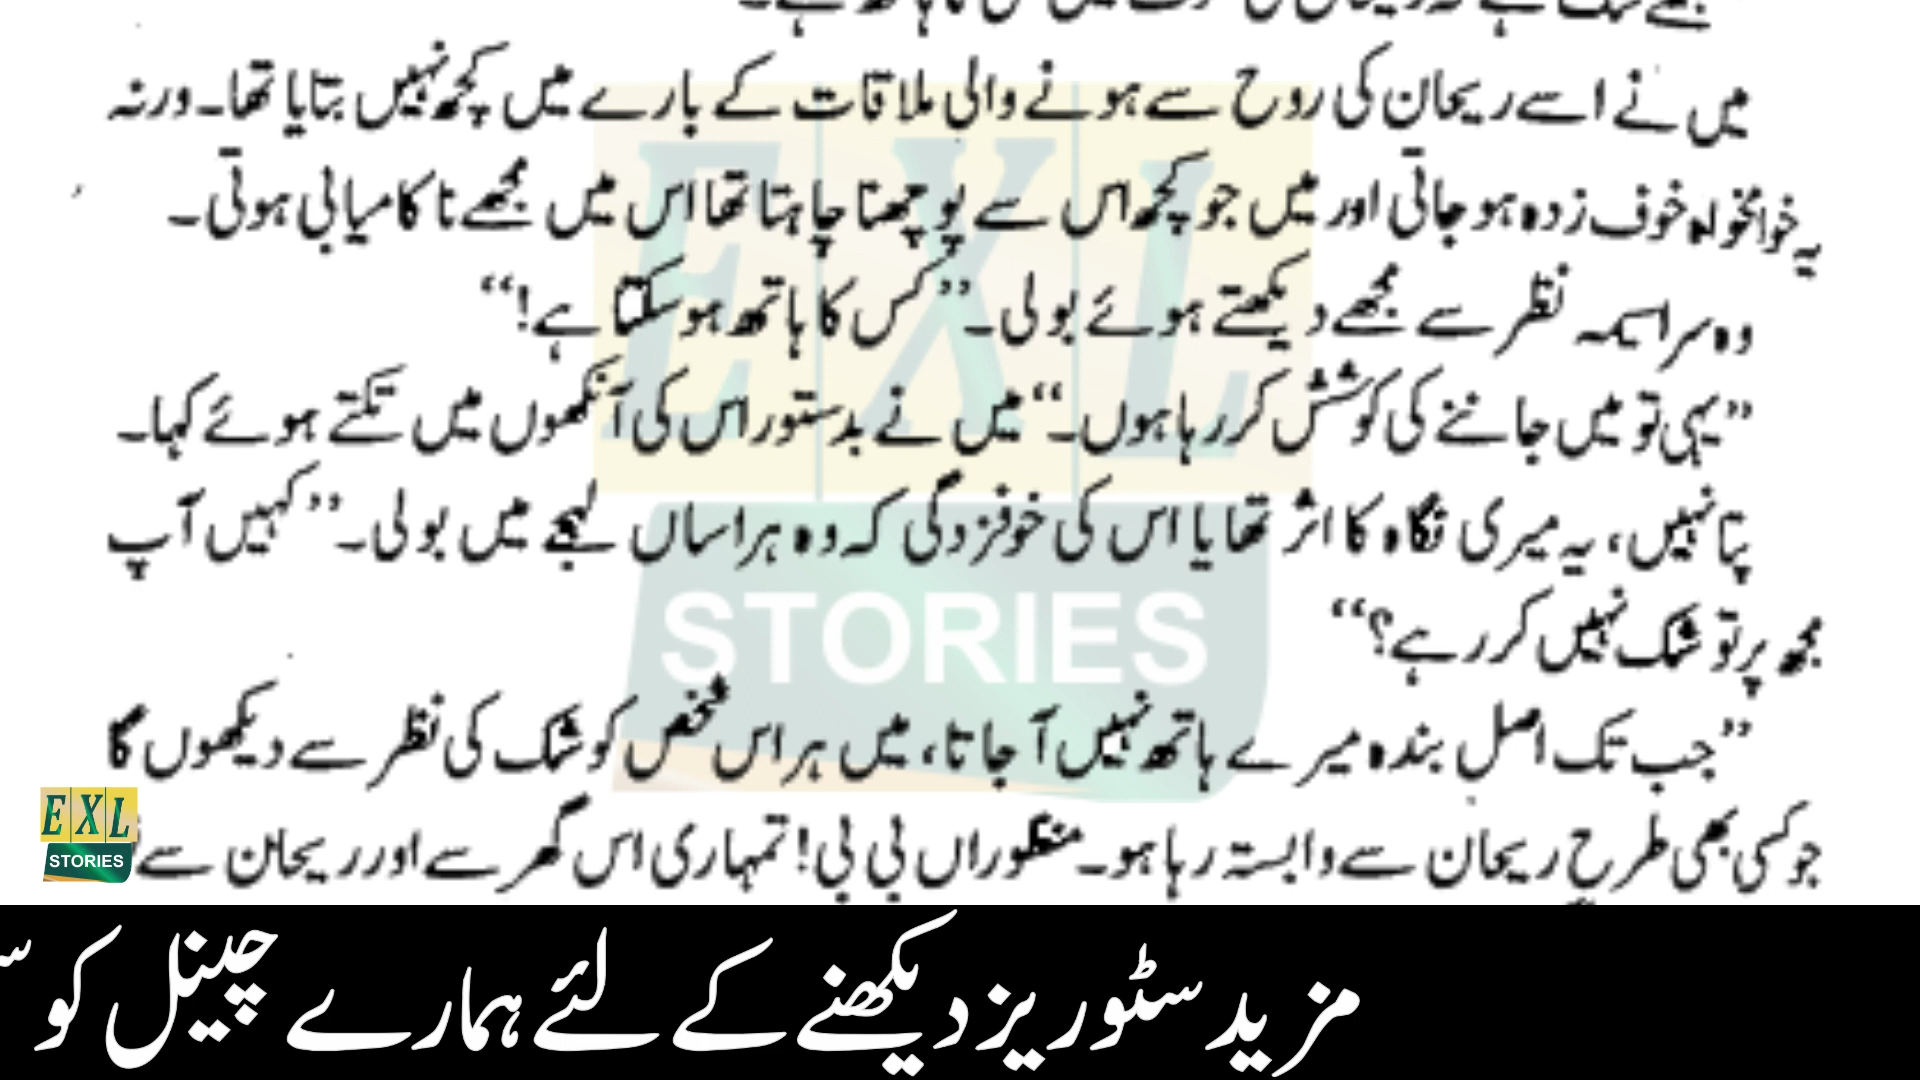 میں نے اسے ریحان کی روح سے ہونے والی ملاقات کے بارے میں کچھ نہیں بتایا تھا۔ ورنہ
یہ خوامخواہ خوف زدہ ہو جاتی اور میں جو کچھ اس سے پوچھنا چاہتا تھا اس میں مجھے ناکامیابی ہوتی۔
وہ سراسیمہ نظر سے مجھے دیکھتے ہوئے بولی۔ ’’کس کا ہاتھ ہو سکتا ہے!‘‘
’’یہی تو میں جاننے کی کوشش کر رہا ہوں۔‘‘ میں نے بدستور اس کی آنکھوں میں تکتے ہوئے کہا۔
پتا نہیں، یہ میری نگاہ کا اثر تھا یا اس کی خوفزدگی کہ وہ ہراساں لہجے میں بولی۔ ’’کہیں آپ
مجھ پر تو شک نہیں کر رہے؟‘‘
’’جب تک اصل بندہ میرے ہاتھ نہیں آ جاتا، میں ہر اس شخص کو شک کی نظر سے دیکھوں گا
جو کسی بھی طرح ریحان سے وابستہ رہا ہو۔ منظوراں بی بی! تمہاری اس گھر سے اور ریحان سے
EXL
STORIES
EXL
STORIES
مزید سٹوریز دیکھنے کے لئے ہمارے چینل کو